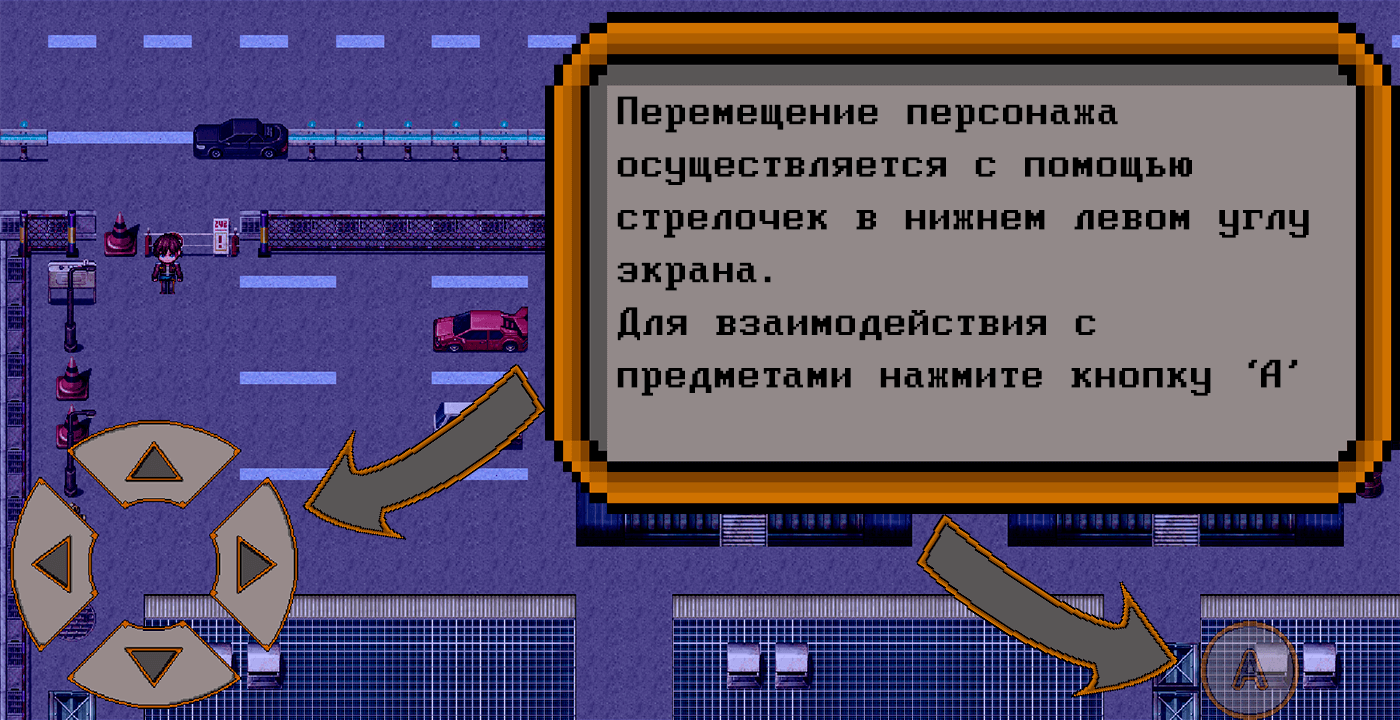 Перемещение персонажа
осуществляется с помощью
стрелочек в нижнем левом углу
экрана.
Для взаимодействия с
предметами нажмите кнопку ‘А’
A